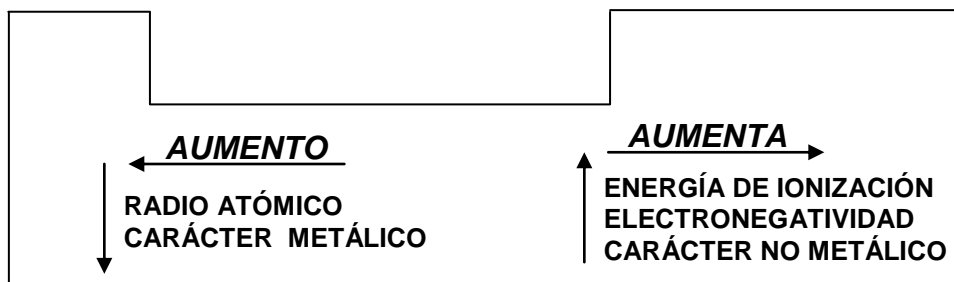 AUMENTO
RADIO ATÓMICO
CARÁCTER METÁLICO
AUMENTA
ENERGÍA DE IONIZACIÓN
ELECTRONEGATIVIDAD
CARÁCTER NO METÁLICO